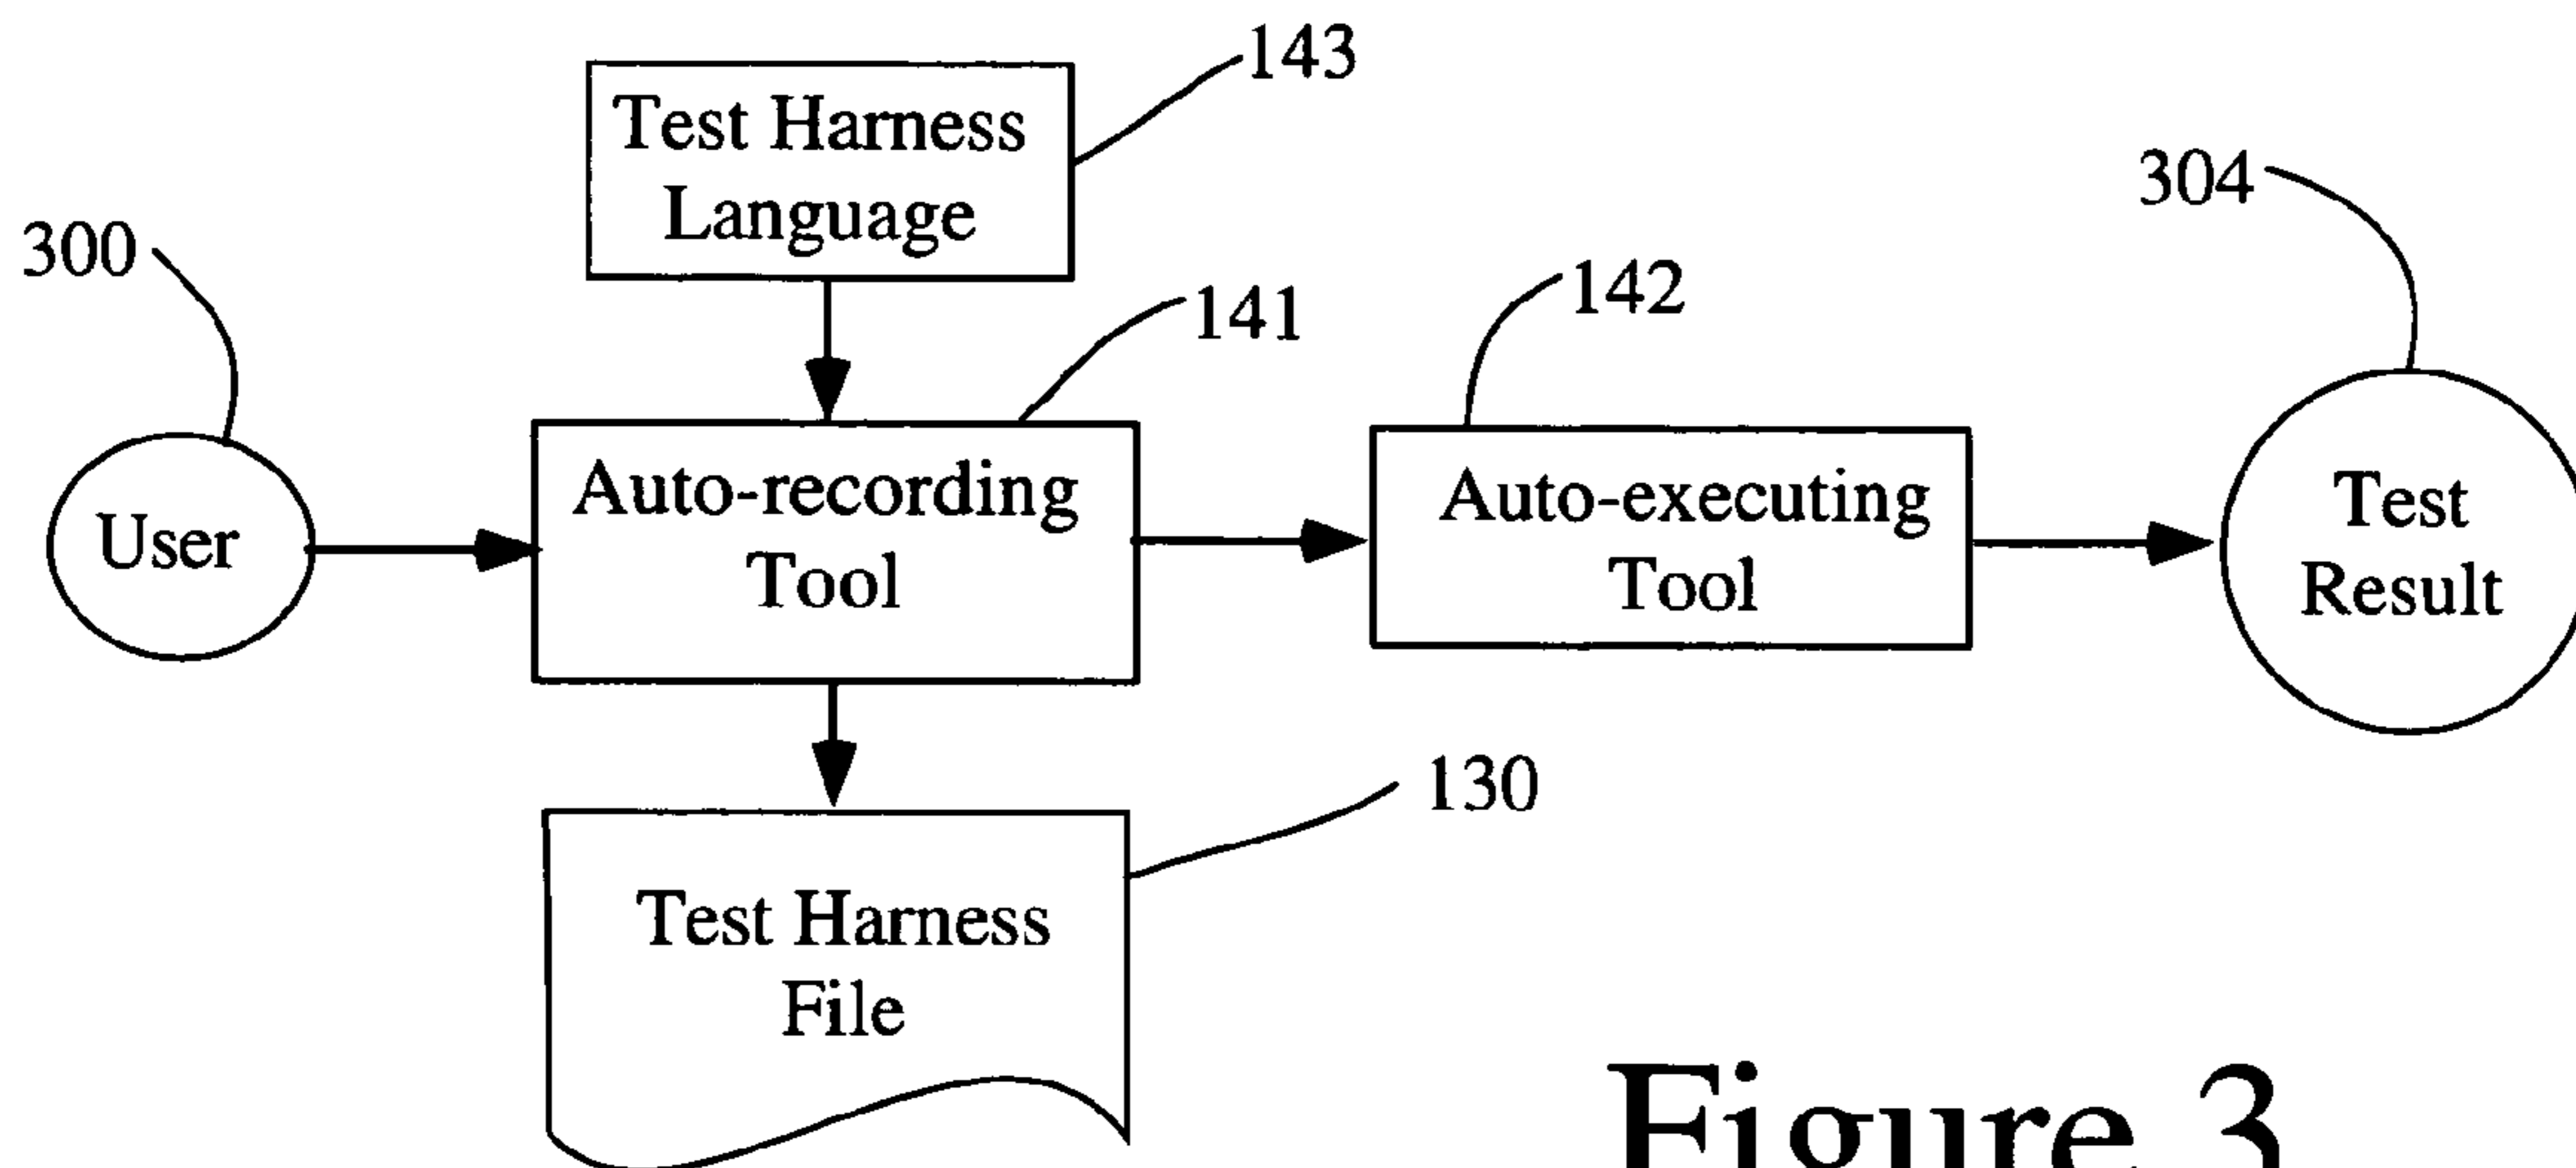 143
Test Harness
Language
300
304
141
142
User
Auto-recording
Tool
Auto-executing
Tool
Test
Result
130
Test Harness
File
Figure 3